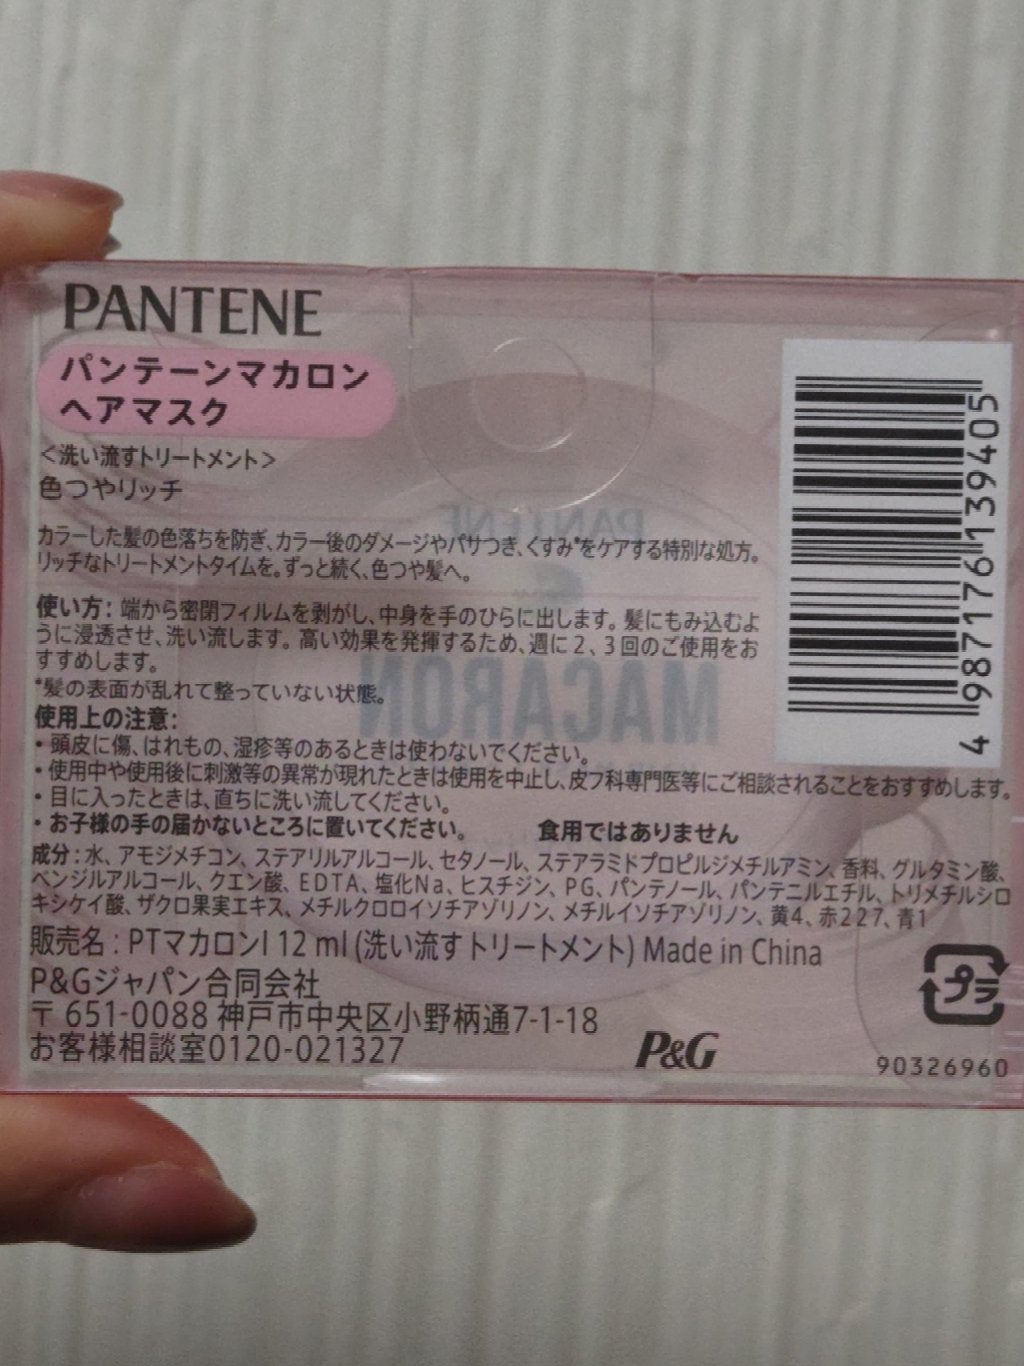 PANTENE
パンテーンマカロン
ヘアマスク
<洗い流すトリートメント>
色つやリッチ
カラーした髪の色落ちを防ぎ、カラー後のダメージやパサつき、くすみ*をケアする特別な処方。
リッチなトリートメントタイムを。ずっと続く、色つや髪へ。
使い方: 端から密閉フィルムを剥がし、中身を手のひらに出します。髪にもみ込むよ
うに浸透させ、洗い流します。高い効果を発揮するため、週に2、3回のご使用をお
すすめします。
*髪の表面が乱れて整っていない状態。
使用上の注意:
・頭皮に傷、はれもの、湿疹等のあるときは使わないでください。
・使用中や使用後に刺激等の異常が現れたときは使用を中止し、皮フ科専門医等にご相談されることをおすすめします。
・目に入ったときは、直ちに洗い流してください。
・お子様の手の届かないところに置いてください。 食用ではありません
成分:水、アモジメチコン、ステアリルアルコール、セタノール、ステアラミドプロピルジメチルアミン、香料、グルタミン酸、
ベンジルアルコール、クエン酸、EDTA、塩化Na、ヒスチジン、PG、パンテノール、パンテニルエチル、トリメチルシロ
キシケイ酸、ザクロ果実エキス、メチルクロロイソチアゾリノン、メチルイソチアゾリノン、黄4、赤227、青1
販売名:PTマカロンI 12 ml (洗い流すトリートメント) Made in China
P&Gジャパン合同会社
〒651-0088 神戸市中央区小野柄通7-1-18
お客様相談室0120-021327
P&G
プラ
90326960
4 987176 139405
PANTENE
MACARON